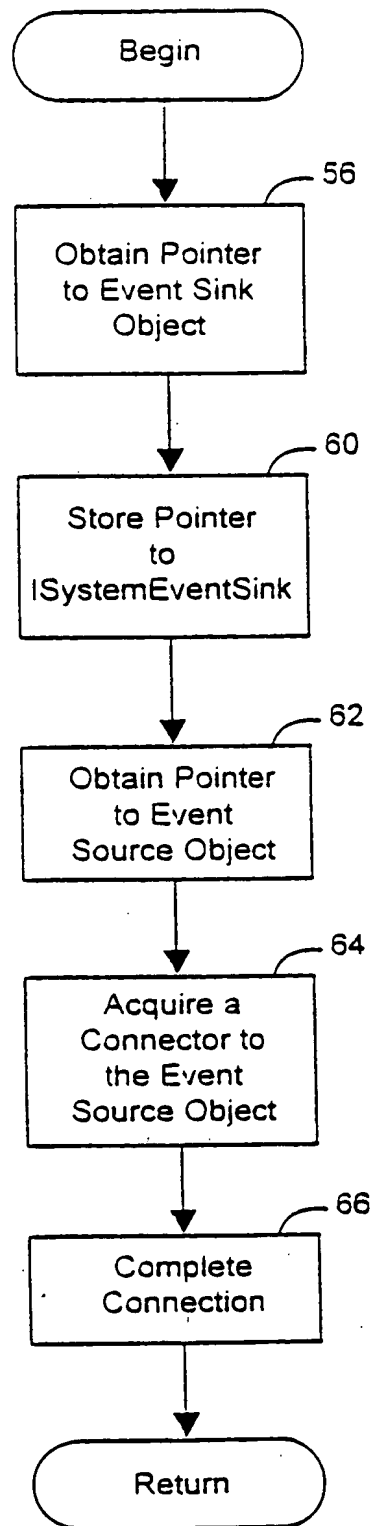 Begin
56
Obtain Pointer
to Event Sink
Object
60
Store Pointer
to
ISystemEventSink
62
Obtain Pointer
to Event
Source Object
64
Acquire a
Connector to
the Event
Source Object
66
Complete
Connection
Return